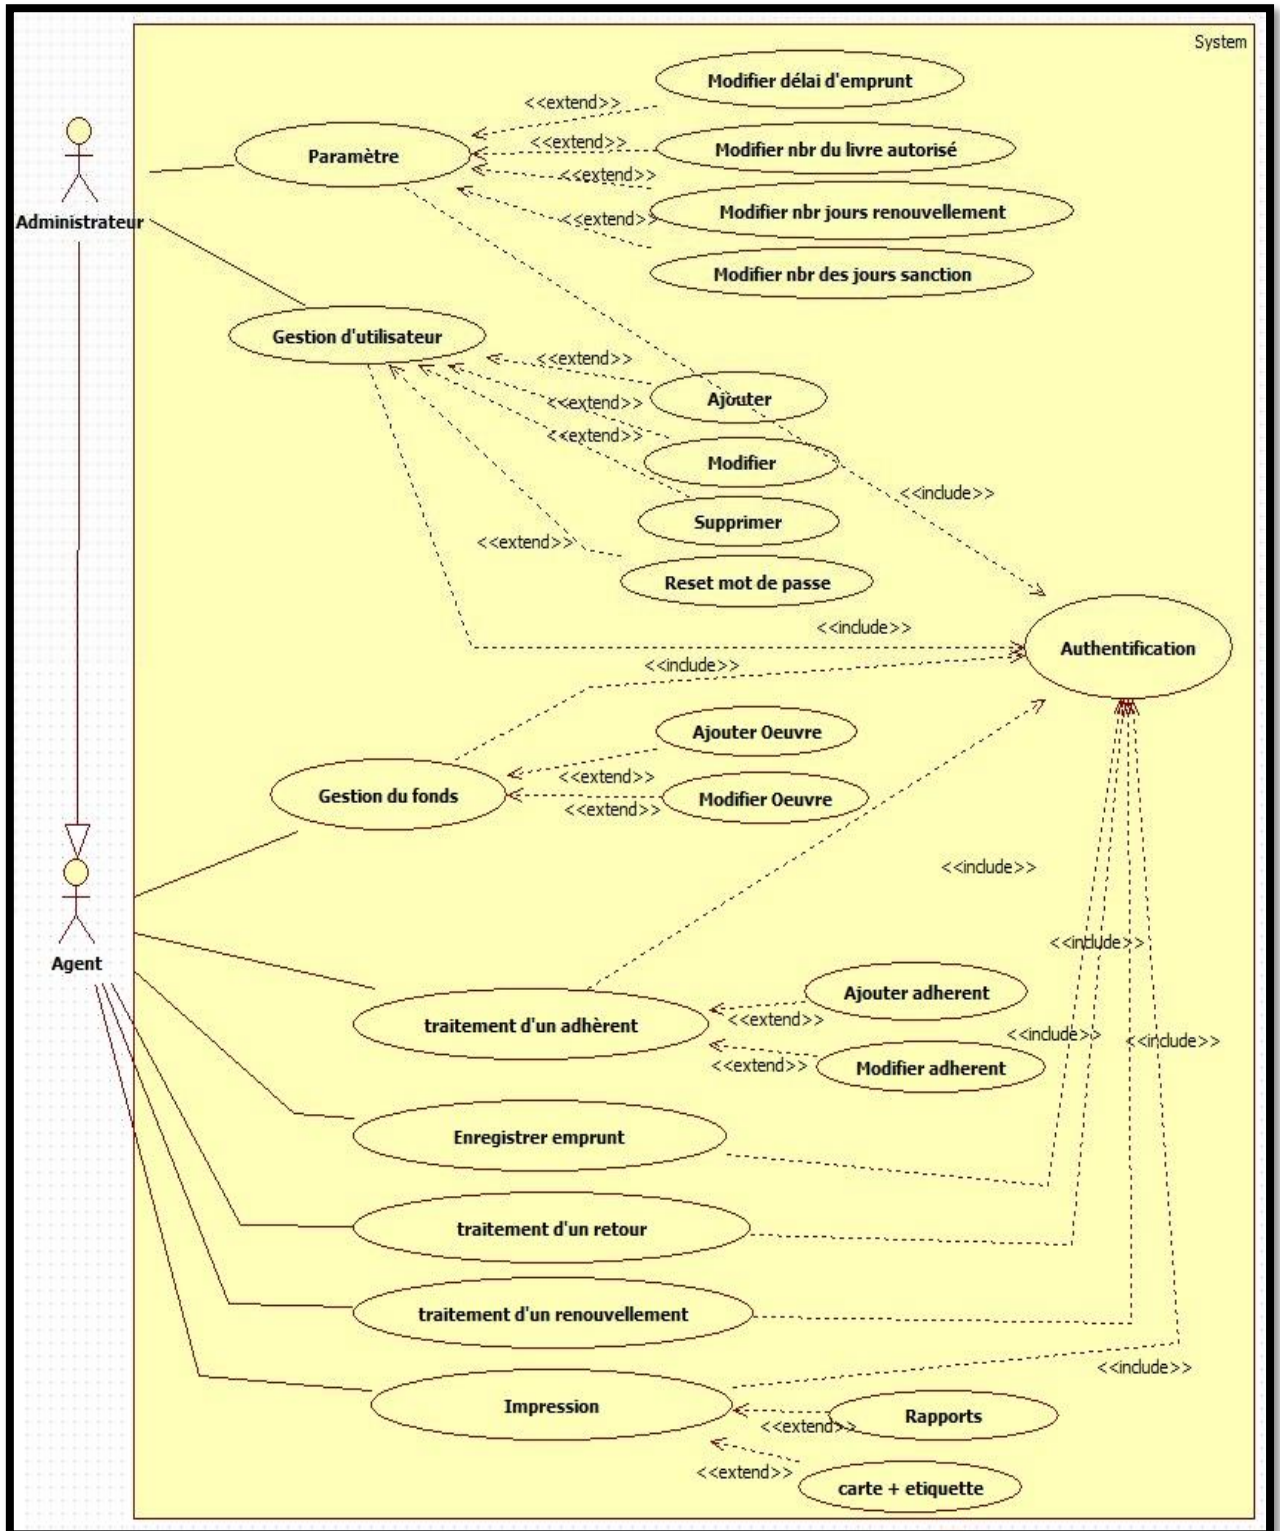 System
Modifier délai d'emprunt
<<extend>>
Paramètre
<<extend>>
Modifier nbr du livre autorisé
<<extend>>
Administrateur
<<extend>>
Modifier nbr jours renouvellement
Modifier nbr des jours sanction
Gestion d'utilisateur
<<extend>>
Ajouter
<<extend>>
<<extend>>
Modifier
<<include>>
Supprimer
<<extend>>
Reset mot de passe
<<include>>
Authentification
<<include>>
Ajouter Oeuvre
<<extend>>
Gestion du fonds
Modifier Oeuvre
<<extend>>
<<include>>
<<include>>
Agent
Ajouter adherent
<<extend>>
traitement d'un adhèrent
<<include>>
<<include>>
<<extend>>
Modifier adherent
Enregistrer emprunt
traitement d'un retour
traitement d'un renouvellement
<<include>>
Impression
Rapports
<<extend>>
<<extend>>
carte + etiquette